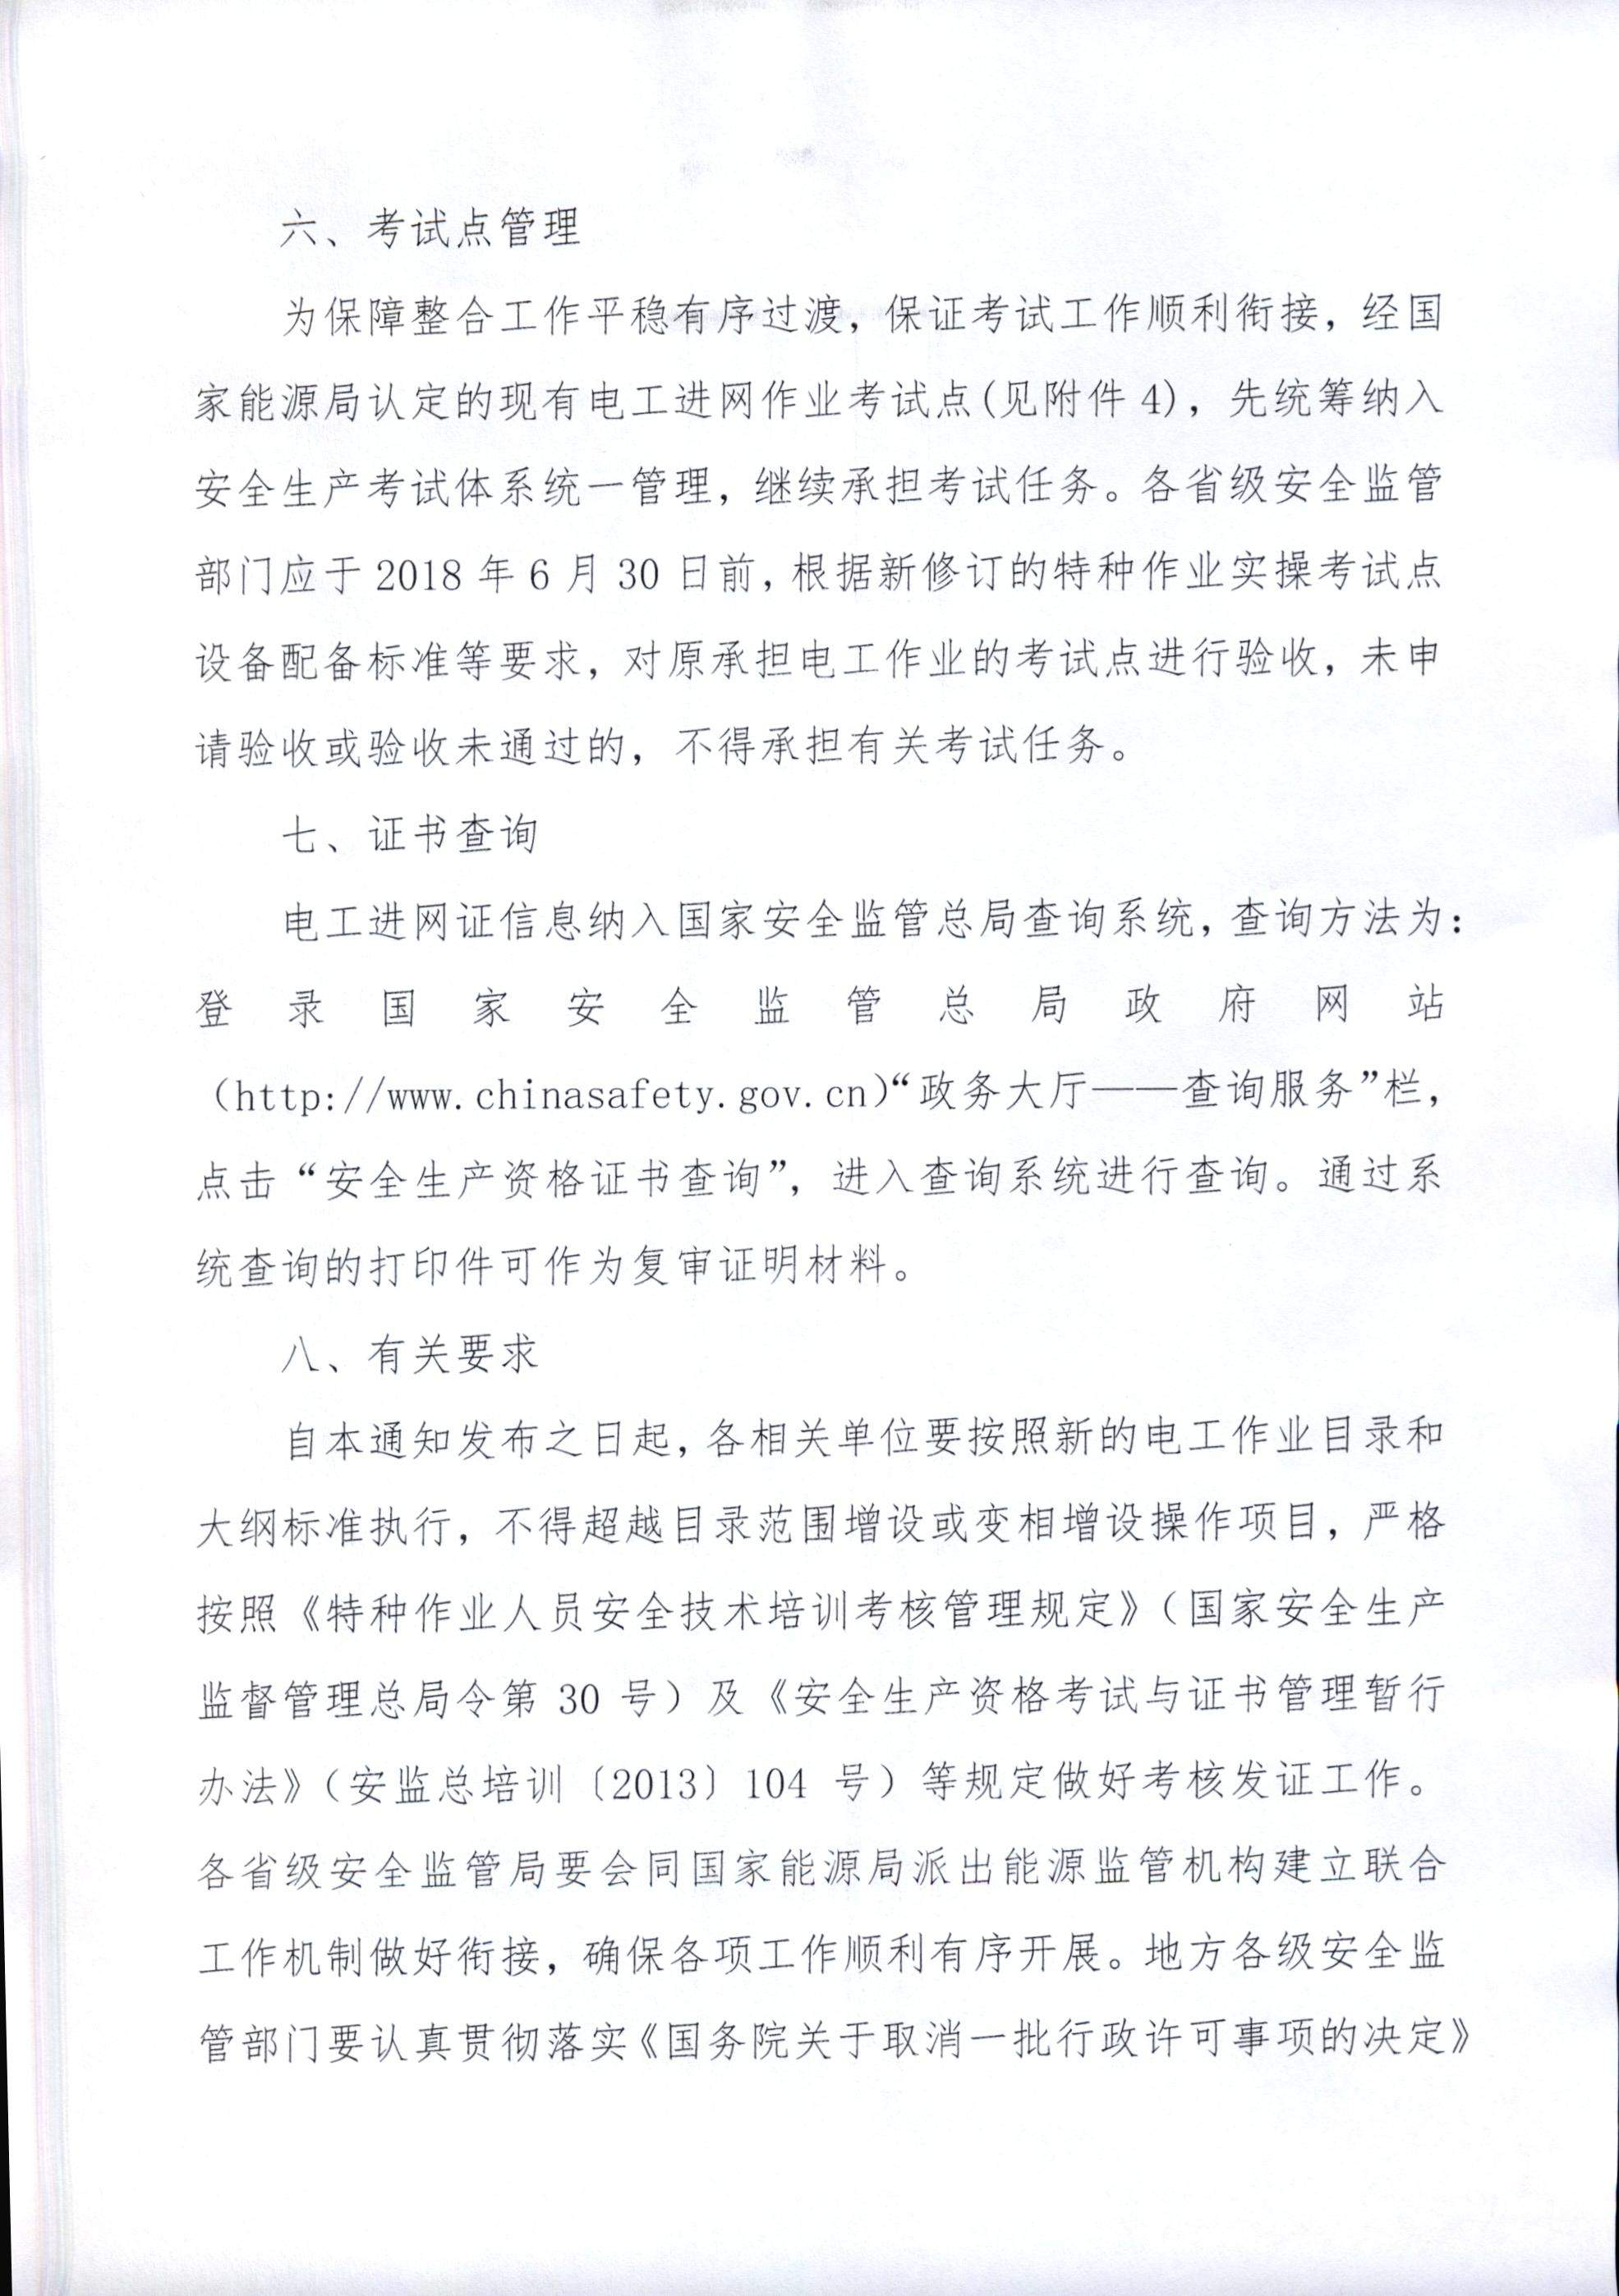 六、考试点管理
为保障整合工作平稳有序过渡，保证考试工作顺利衔接，经国
家能源局认定的现有电工进网作业考试点(见附件 4)，先统筹纳入
安全生产考试体系统一管理，继续承担考试任务。各省级安全监管
部门应于 2018 年 6 月 30 日前，根据新修订的特种作业实操考试点
设备配备标准等要求，对原承担电工作业的考试点进行验收，未申
请验收或验收未通过的，不得承担有关考试任务。
七、证书查询
电工进网证信息纳入国家安全监管总局查询系统，查询方法为：
登录国家安全监管总局政府网站
（http://www.chinasafety.gov.cn）“政务大厅——查询服务”栏，
点击“安全生产资格证书查询”，进入查询系统进行查询。通过系
统查询的打印件可作为复审证明材料。
八、有关要求
自本通知发布之日起，各相关单位要按照新的电工作业目录和
大纲标准执行，不得超越目录范围增设或变相增设操作项目，严格
按照《特种作业人员安全技术培训考核管理规定》（国家安全生产
监督管理总局令第 30 号）及《安全生产资格考试与证书管理暂行
办法》（安监总培训〔2013〕104 号）等规定做好考核发证工作。
各省级安全监管局要会同国家能源局派出能源监管机构建立联合
工作机制做好衔接，确保各项工作顺利有序开展。地方各级安全监
管部门要认真贯彻落实《国务院关于取消一批行政许可事项的决定》